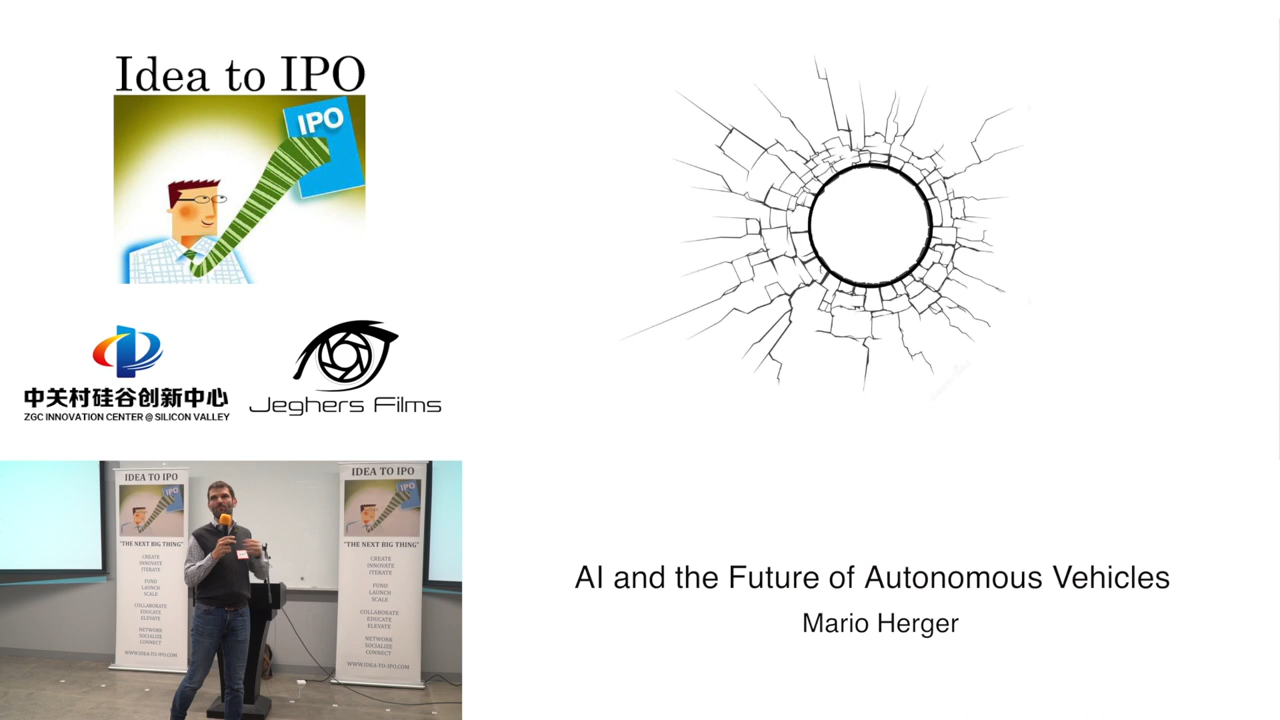 Idea to IPO
IPO
中关村硅谷创新中心
ZGC INNOVATION CENTER @ SILICON VALLEY
Jeghers Films
IDEA TO IPO
IPO
"THE NEXT BIG THING"
CREATE
INNOVATE
ITERATE
FUND
LAUNCH
SCALE
COLLABORATE
EDUCATE
ELEVATE
NETWORK
SOCIALIZE
CONNECT
WWW.IDEA-TO-IPO.COM
IDEA TO IPO
IPO
"THE NEXT BIG THING"
CREATE
INNOVATE
ITERATE
FUND
LAUNCH
SCALE
COLLABORATE
EDUCATE
ELEVATE
NETWORK
SOCIALIZE
CONNECT
WWW.IDEA-TO-IPO.COM
AI and the Future of Autonomous Vehicles
Mario Herger